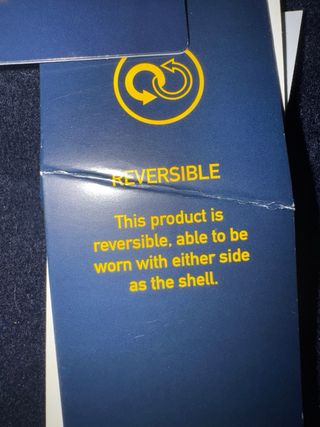 REVERSIBLE
This product is
reversible, able to be
worn with either side
as the shell.